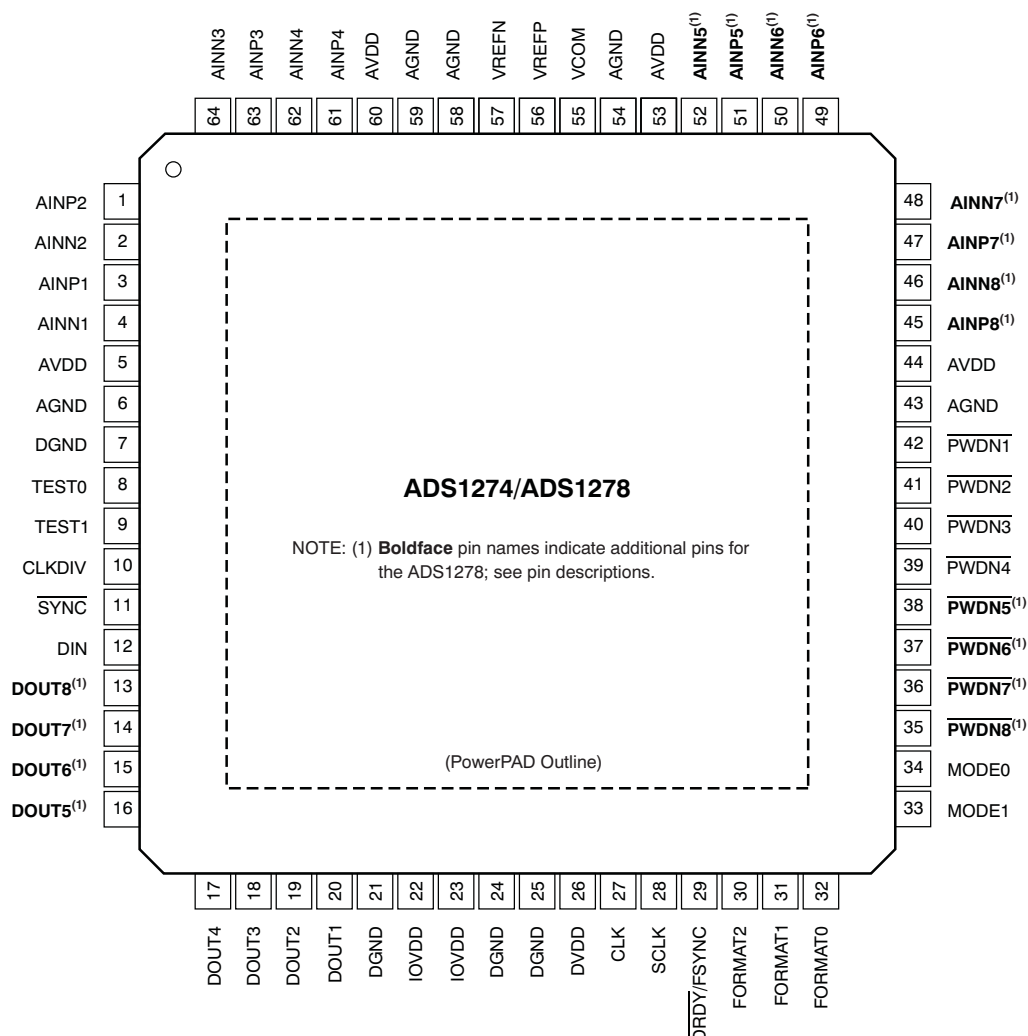 AINN3
AINP3
AINN4
AINP4
AVDD
AGND
AGND
VREFN
VREFP
VCOM
AGND
AVDD
AINN5(1)
AINP5(1)
AINN6(1)
AINP6(1)
64
63
62
61
60
59
58
57
56
55
54
53
52
51
50
49
AINP2 1
AINN2 2
AINP1 3
AINN1 4
AVDD 5
AGND 6
DGND 7
TEST0 8
TEST1 9
CLKDIV 10
SYNC 11
DIN 12
DOUT8(1) 13
DOUT7(1) 14
DOUT6(1) 15
DOUT5(1) 16
ADS1274/ADS1278
NOTE: (1) Boldface pin names indicate additional pins for
the ADS1278; see pin descriptions.
(PowerPAD Outline)
48 AINN7(1)
47 AINP7(1)
46 AINN8(1)
45 AINP8(1)
44 AVDD
43 AGND
42 PWDN1
41 PWDN2
40 PWDN3
39 PWDN4
38 PWDN5(1)
37 PWDN6(1)
36 PWDN7(1)
35 PWDN8(1)
34 MODE0
33 MODE1
17
18
19
20
21
22
23
24
25
26
27
28
29
30
31
32
DOUT4
DOUT3
DOUT2
DOUT1
DGND
IOVDD
IOVDD
DGND
DGND
DVDD
CLK
SCLK
DRDY/FSYNC
FORMAT2
FORMAT1
FORMAT0